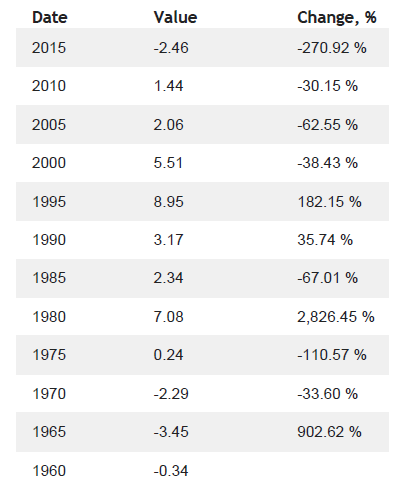 Date Value Change, %
2015 -2.46 -270.92 %
2010 1.44 -30.15 %
2005 2.06 -62.55 %
2000 5.51 -38.43 %
1995 8.95 182.15 %
1990 3.17 35.74 %
1985 2.34 -67.01 %
1980 7.08 2,826.45 %
1975 0.24 -110.57 %
1970 -2.29 -33.60 %
1965 -3.45 902.62 %
1960 -0.34